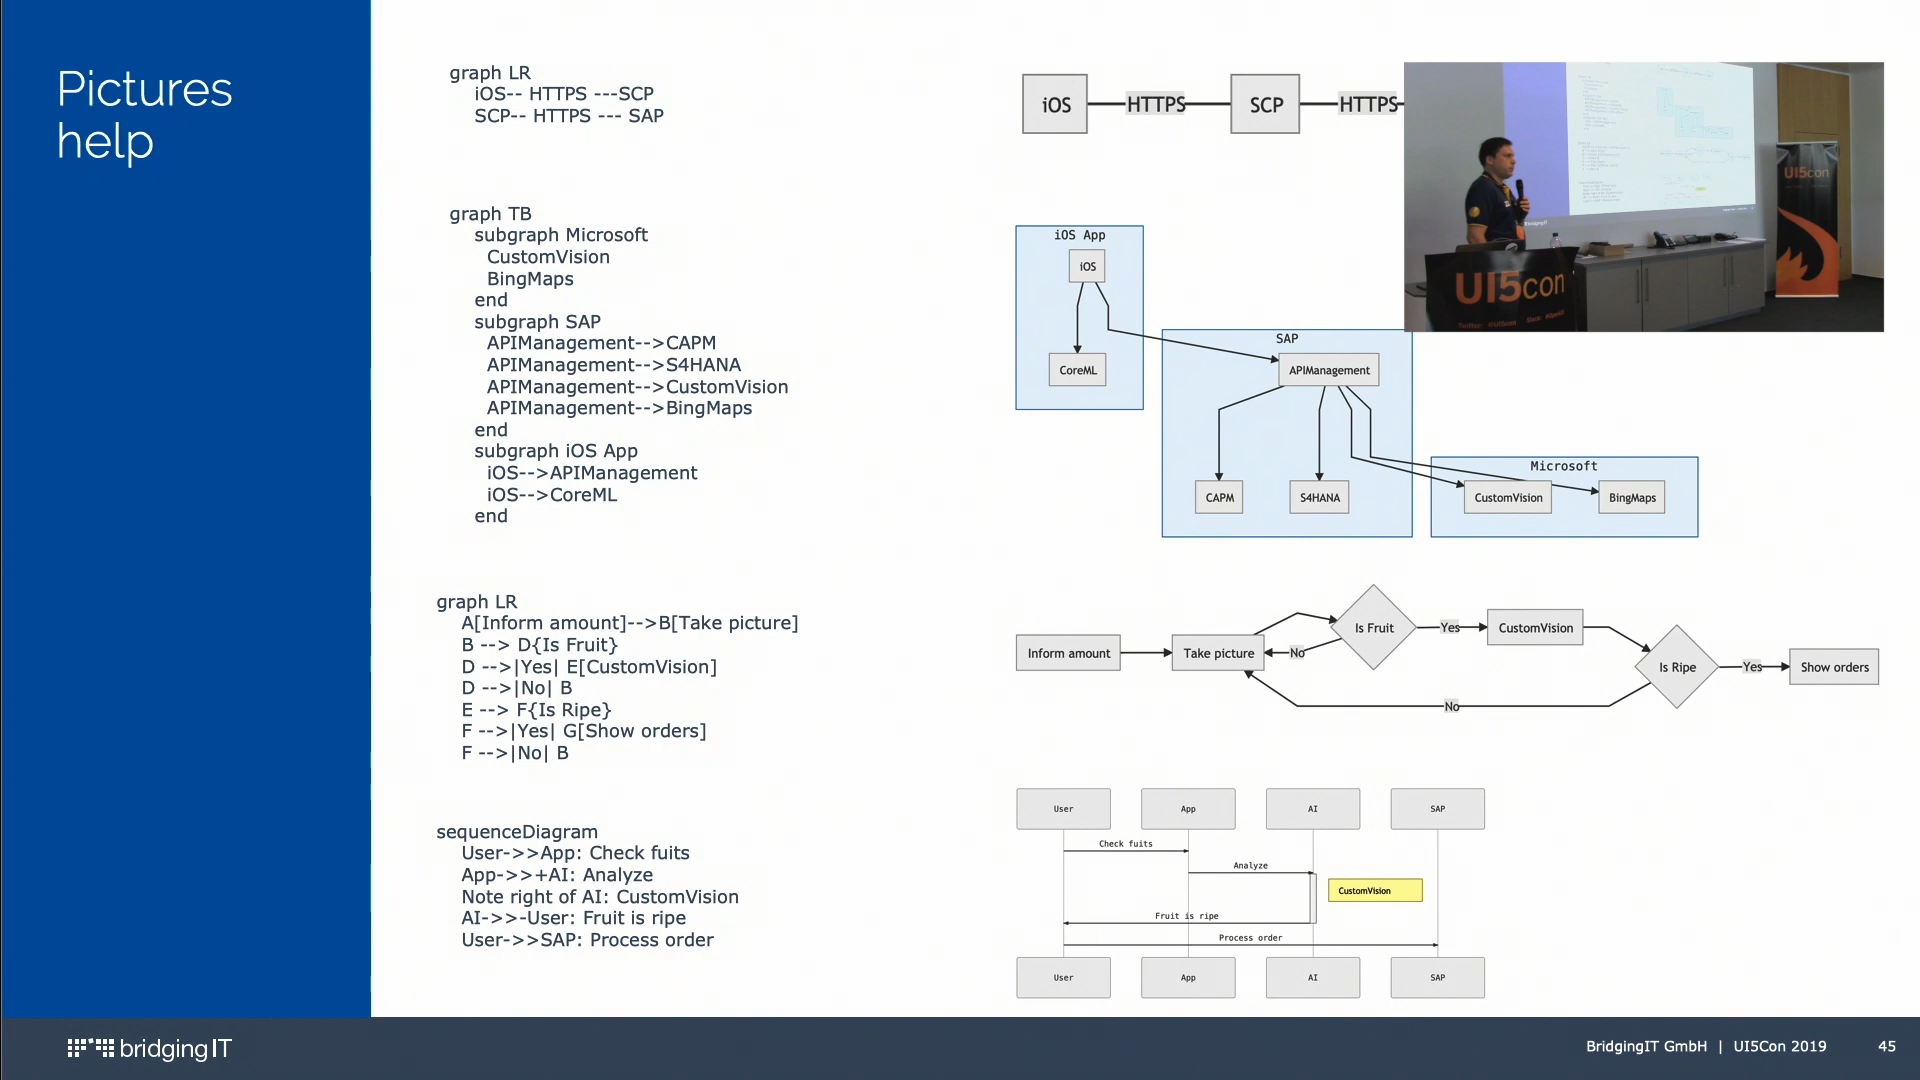 Pictures
help
graph LR
iOS-- HTTPS ---SCP
SCP-- HTTPS --- SAP
graph TB
subgraph Microsoft
CustomVision
BingMaps
end
subgraph SAP
APIManagement-->CAPM
APIManagement-->S4HANA
APIManagement-->CustomVision
APIManagement-->BingMaps
end
subgraph iOS App
iOS-->APIManagement
iOS-->CoreML
end
graph LR
A[Inform amount]-->B[Take picture]
B --> D{Is Fruit}
D -->|Yes| E[CustomVision]
D -->|No| B
E --> F{Is Ripe}
F -->|Yes| G[Show orders]
F -->|No| B
sequenceDiagram
User->>App: Check fuits
App->>+AI: Analyze
Note right of AI: CustomVision
AI->>-User: Fruit is ripe
User->>SAP: Process order
iOS HTTPS SCP HTTPS
UI5con
UI5con
iOS App
iOS
CoreML
SAP
APIManagement
CAPM
S4HANA
Microsoft
CustomVision
BingMaps
Inform amount
Take picture
Is Fruit
Yes
No
CustomVision
Is Ripe
Yes
No
Show orders
User App AI SAP
Check fuits
Analyze
CustomVision
Fruit is ripe
Process order
User App AI SAP
bridgingIT
BridgingIT GmbH | UI5Con 2019 45